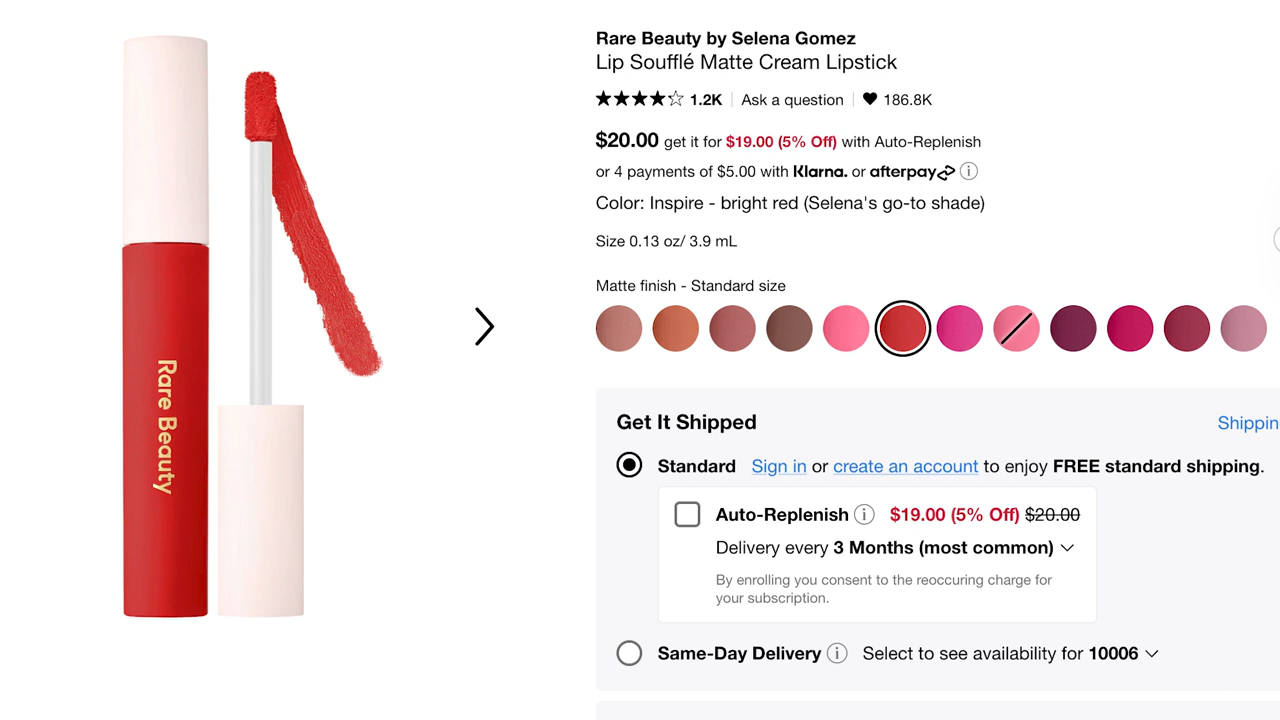 Rare Beauty
Rare Beauty by Selena Gomez
Lip Soufflé Matte Cream Lipstick
1.2K Ask a question 186.8K
$20.00 get it for $19.00 (5% Off) with Auto-Replenish
or 4 payments of $5.00 with Klarna. or afterpay
Color: Inspire - bright red (Selena's go-to shade)
Size 0.13 oz/ 3.9 mL
Matte finish - Standard size
Get It Shipped Shippin
Standard Sign in or create an account to enjoy FREE standard shipping.
Auto-Replenish $19.00 (5% Off) $20.00
Delivery every 3 Months (most common)
By enrolling you consent to the reoccuring charge for
your subscription.
Same-Day Delivery Select to see availability for 10006